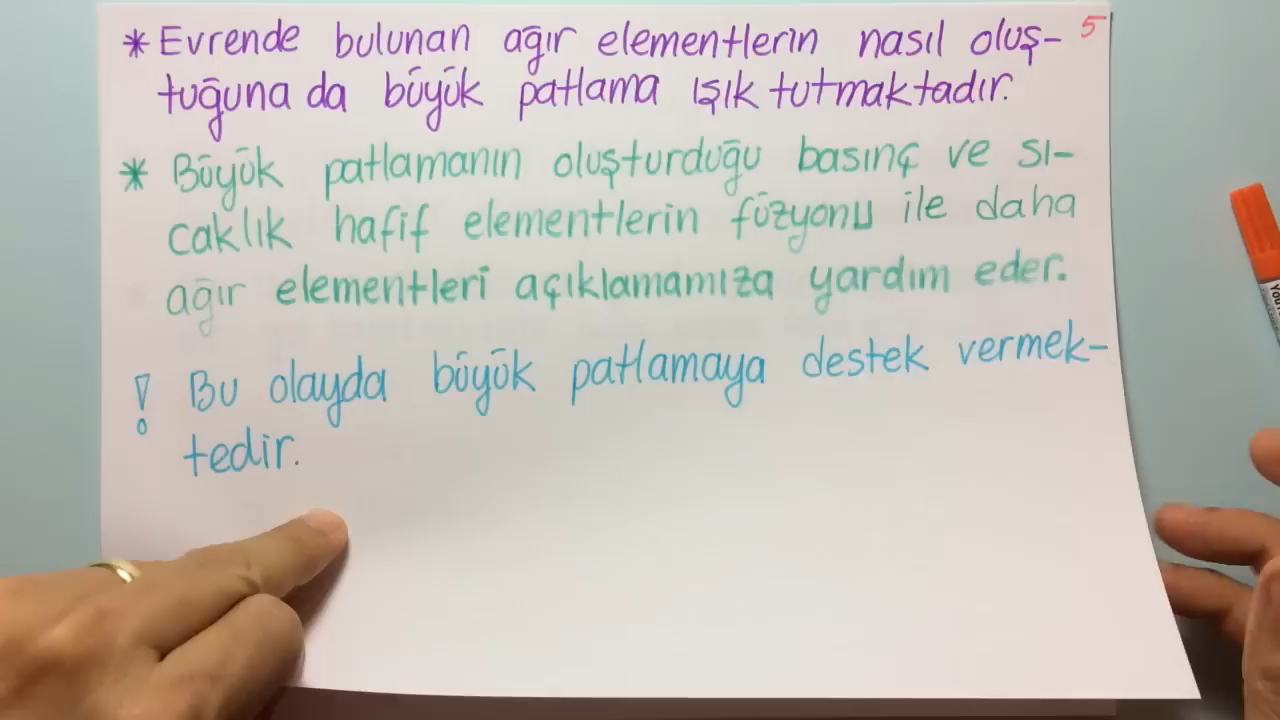 * Evrende bulunan ağır elementlerin nasıl oluş- 5
tuğuna da büyük patlama ışık tutmaktadır.
* Büyük patlamanın oluşturduğu basınç ve sı-
caklık hafif elementlerin füzyonu ile daha
ağır elementleri açıklamamıza yardım eder.
! Bu olayda büyük patlamaya destek vermek-
tedir.